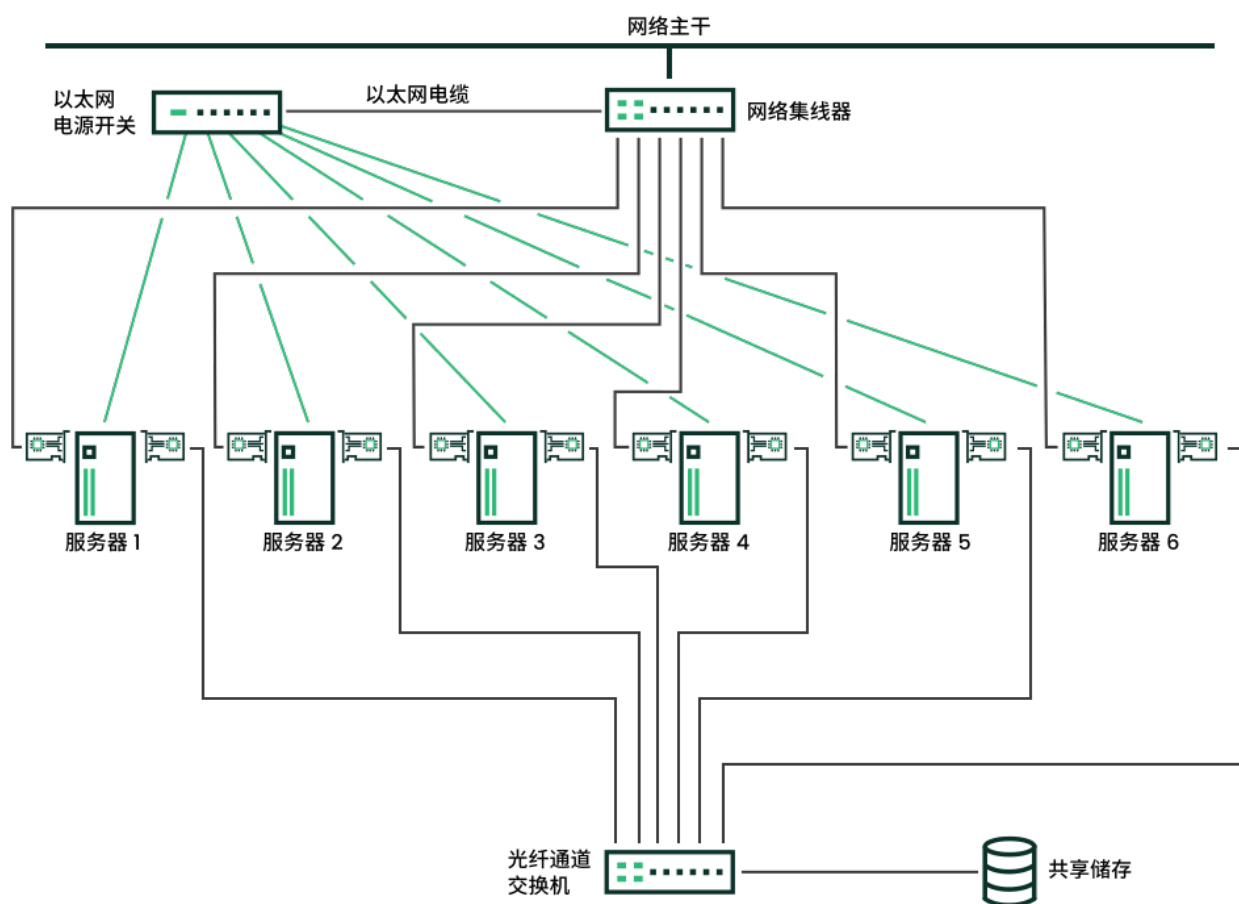 网络主干
以太网
电源开关
以太网电缆
网络集线器
服务器 1
服务器 2
服务器 3
服务器 4
服务器 5
服务器 6
光纤通道
交换机
共享储存